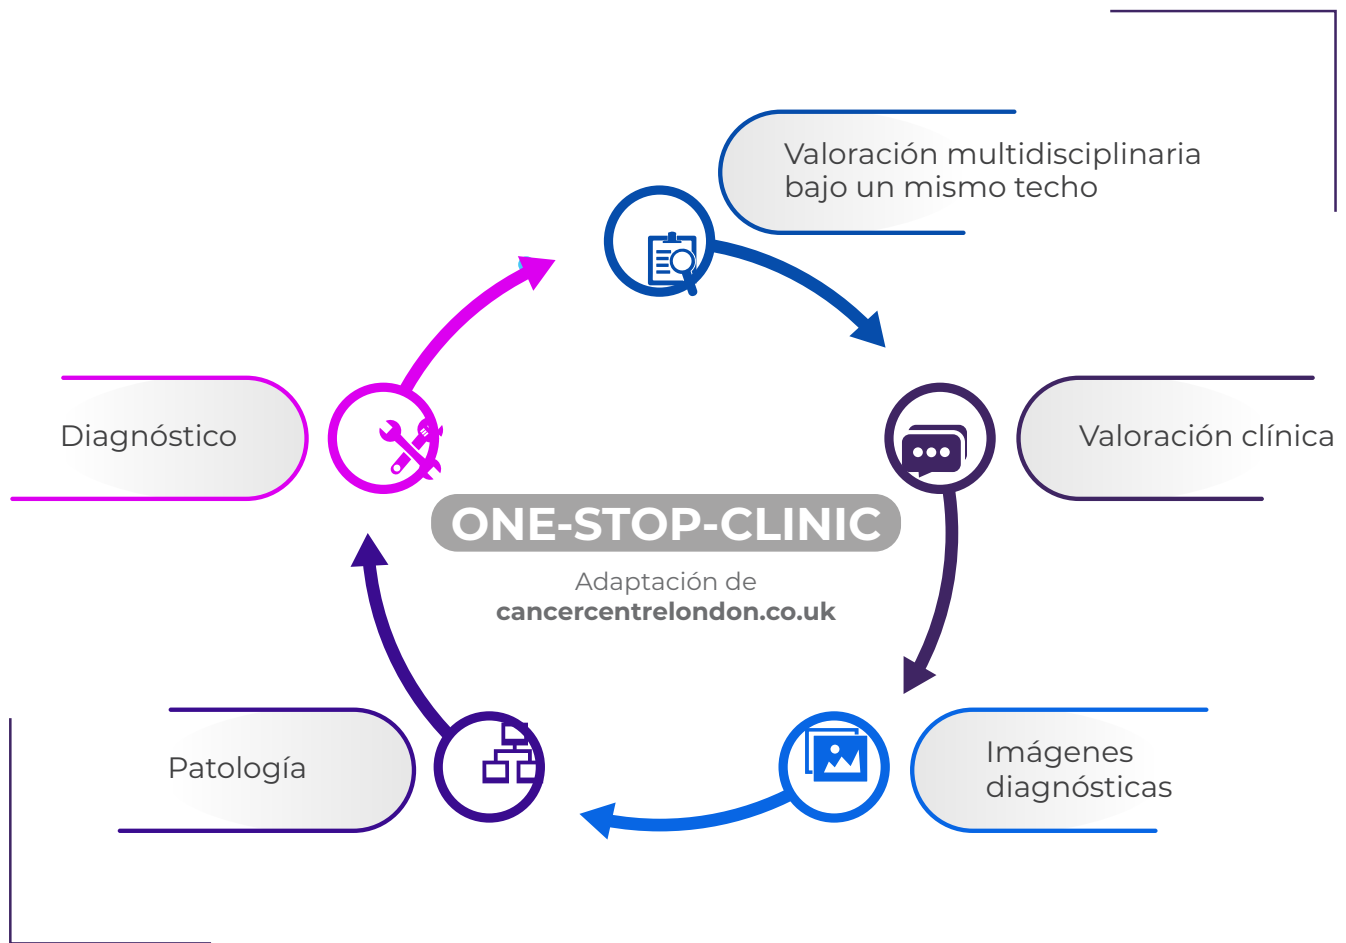 Valoración multidisciplinaria
bajo un mismo techo
Diagnóstico
Valoración clínica
ONE-STOP-CLINIC
Adaptación de
cancercentrelondon.co.uk
Patología
Imágenes
diagnósticas